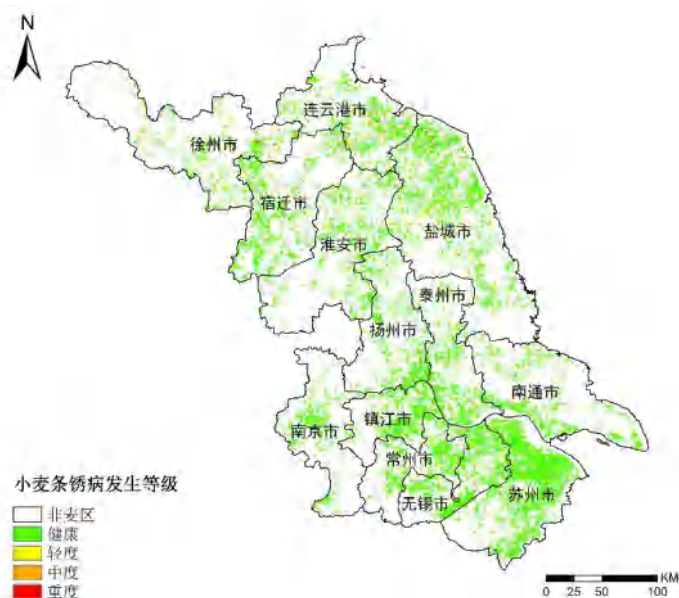 N
连云港市
徐州市
宿迁市
淮安市
盐城市
泰州市
扬州市
南通市
镇江市
南京市
常州市
苏州市
无锡市
小麦条锈病发生等级
非麦区
健康
轻度
中度
重度
KM
0 25 50 100